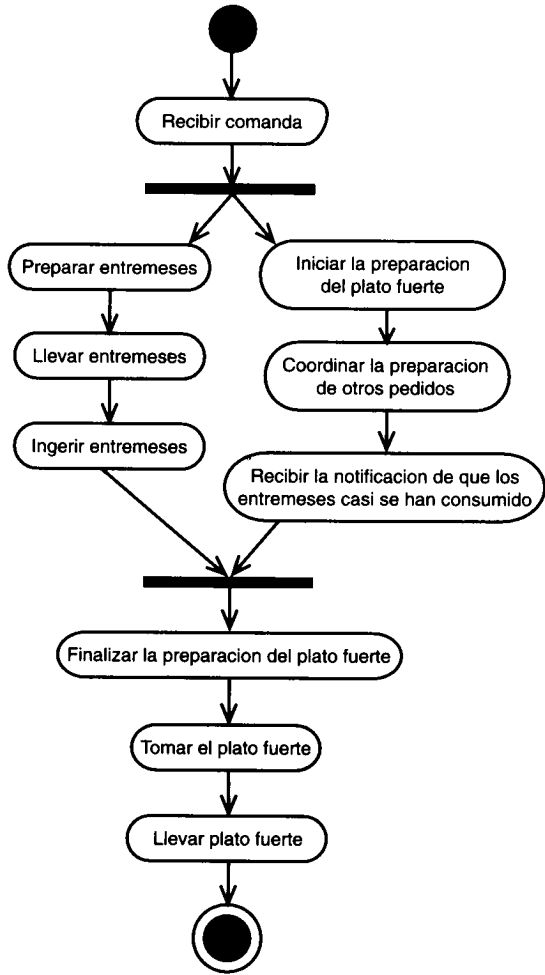 Recibir comanda
Preparar entremeses
Iniciar la preparacion
del plato fuerte
Llevar entremeses
Coordinar la preparacion
de otros pedidos
Ingerir entremeses
Recibir la notificacion de que los
entremeses casi se han consumido
Finalizar la preparacion del plato fuerte
Tomar el plato fuerte
Llevar plato fuerte